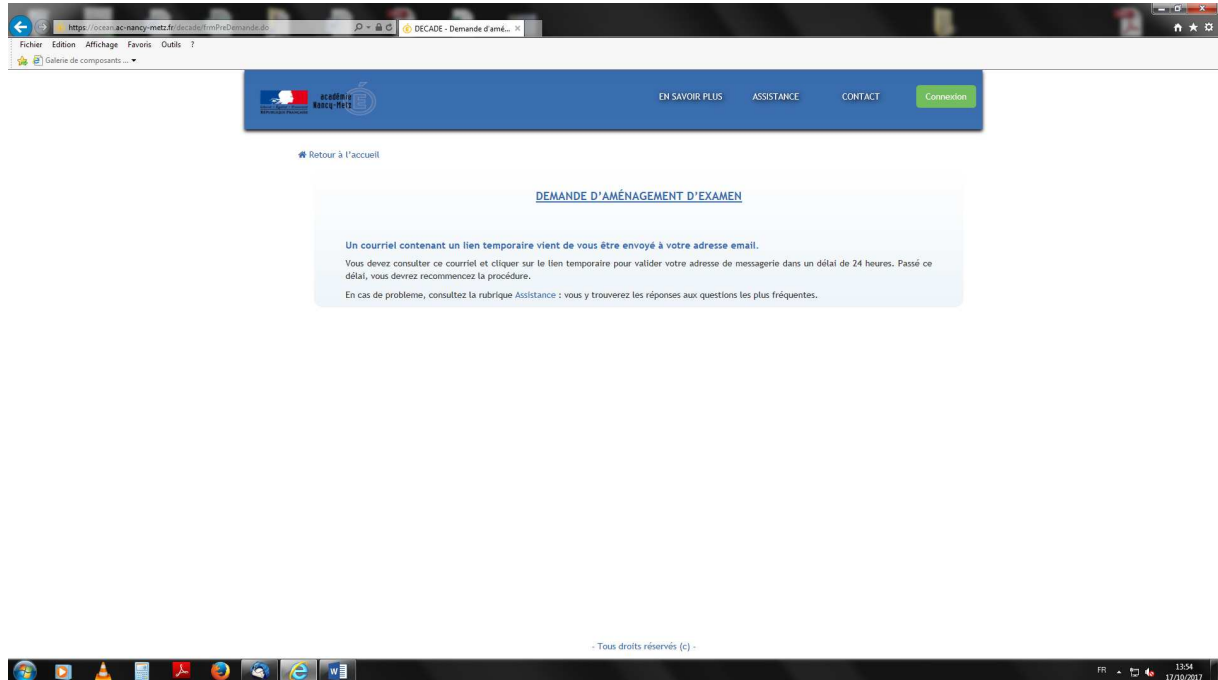 https://ocean.ac-nancy-metz.fr/decade/frmPreDemande.do
DECADE - Demande d'amé...
Fichier Edition Affichage Favoris Outils ?
Galerie de composants ...
académie
Nancy-Metz
EN SAVOIR PLUS ASSISTANCE CONTACT Connexion
Retour à l'accueil
DEMANDE D'AMÉNAGEMENT D'EXAMEN
Un courriel contenant un lien temporaire vient de vous être envoyé à votre adresse email.
Vous devez consulter ce courriel et cliquer sur le lien temporaire pour valider votre adresse de messagerie dans un délai de 24 heures. Passé ce
délai, vous devrez recommencez la procédure.
En cas de probleme, consultez la rubrique Assistance : vous y trouverez les réponses aux questions les plus fréquentes.
- Tous droits réservés (c) -
FR
13:54
17/10/2017